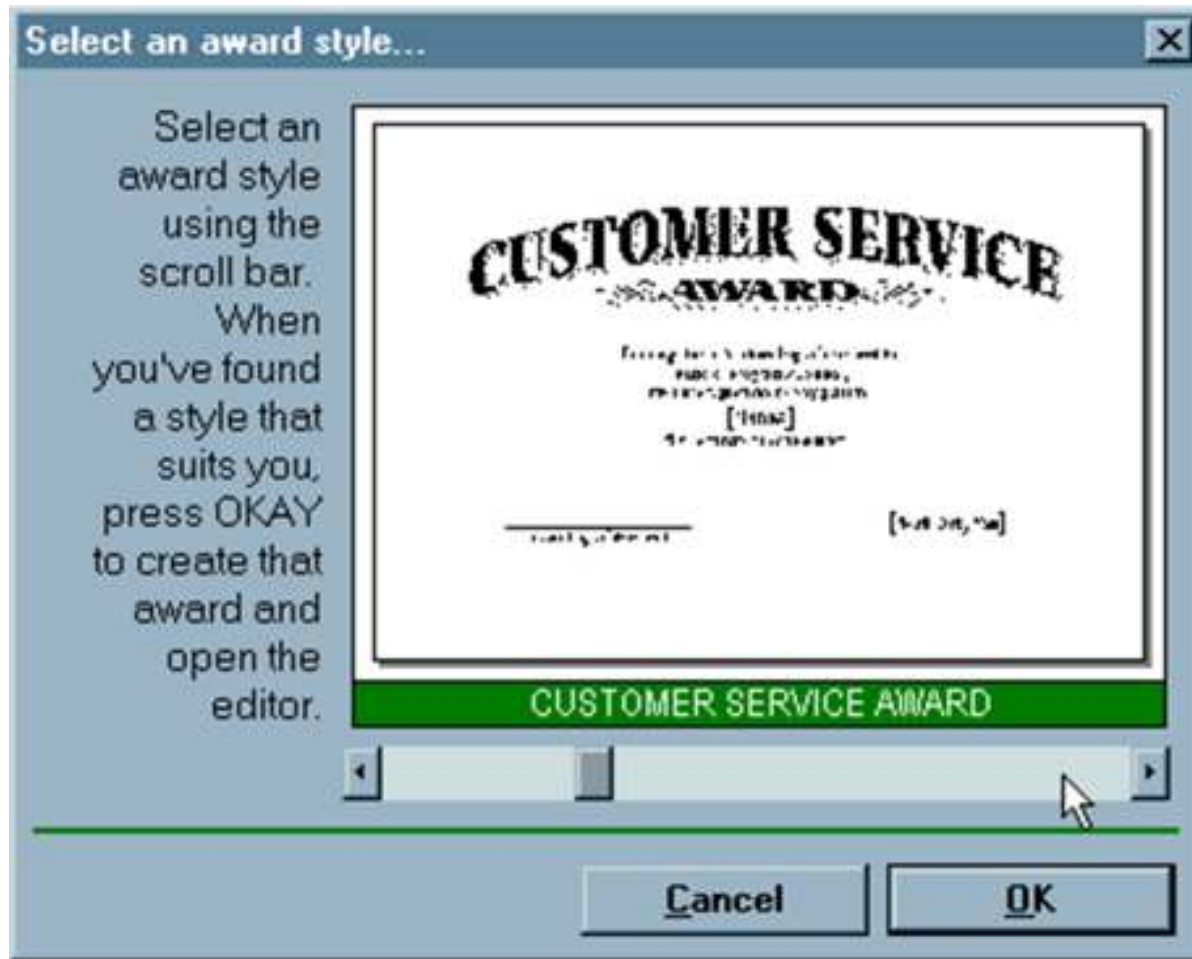 Select an award style...
Select an
award style
using the
scroll bar.
When
you've found
a style that
suits you,
press OKAY
to create that
award and
open the
editor.
CUSTOMER SERVICE
AWARD
[Name]
CUSTOMER SERVICE AWARD
Cancel
OK